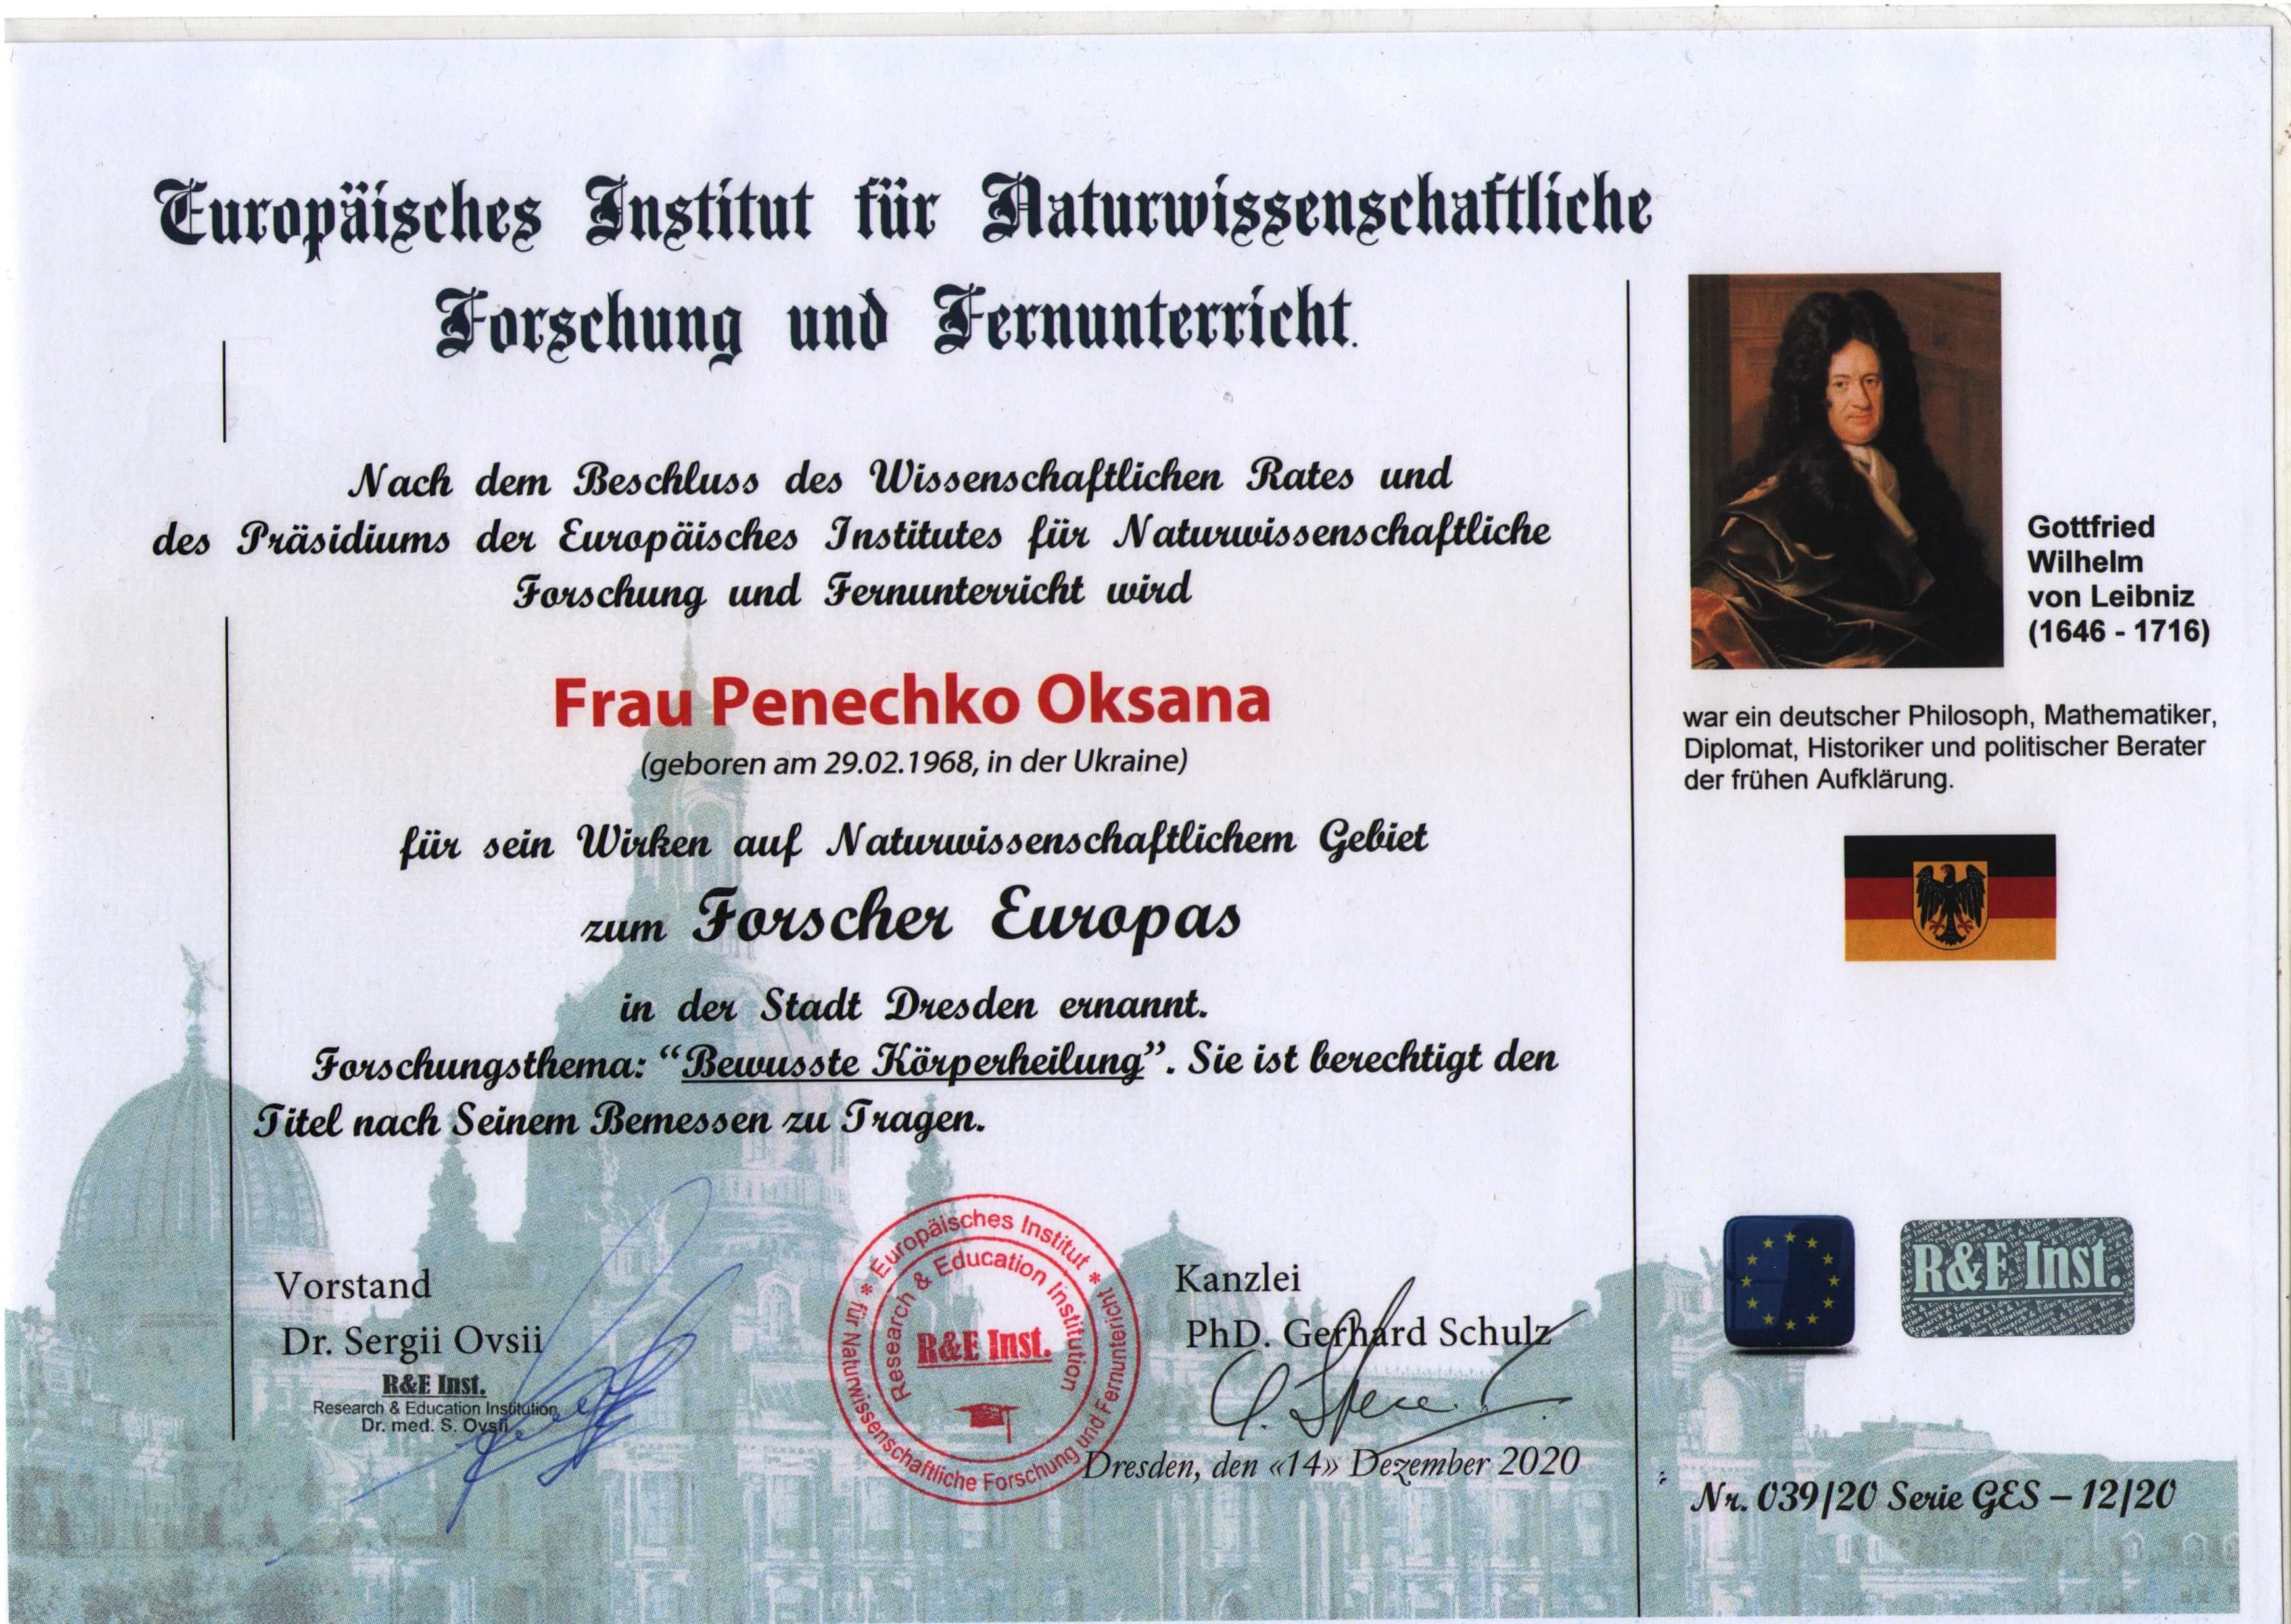 Europäisches Institut für Naturwissenschaftliche
Forschung und Fernunterricht.
Nach dem Beschluss des Wissenschaftlichen Rates und
des Präsidiums der Europäisches Institutes für Naturwissenschaftliche
Forschung und Fernunterricht wird
Frau Penechko Oksana
(geboren am 29.02.1968, in der Ukraine)
für sein Wirken auf Naturwissenschaftlichem Gebiet
zum Forscher Europas
in der Stadt Dresden ernannt.
Forschungsthema: “Bewusste Körperheilung”. Sie ist berechtigt den
Titel nach Seinem Bemessen zu Tragen.
Vorstand
Dr. Sergii Ovsii
R&E Inst.
Research & Education Institution
Dr. med. S. Ovsii
* Europäisches Institut *
für Naturwissenschaftliche Forschung und Fernunterricht
Research & Education Institution
R&E Inst.
Kanzlei
PhD. Gerhard Schulz
Dresden, den «14» Dezember 2020
Gottfried
Wilhelm
von Leibniz
(1646 - 1716)
war ein deutscher Philosoph, Mathematiker,
Diplomat, Historiker und politischer Berater
der frühen Aufklärung.
R&E Inst.
Nr. 039/20 Serie GES – 12/20